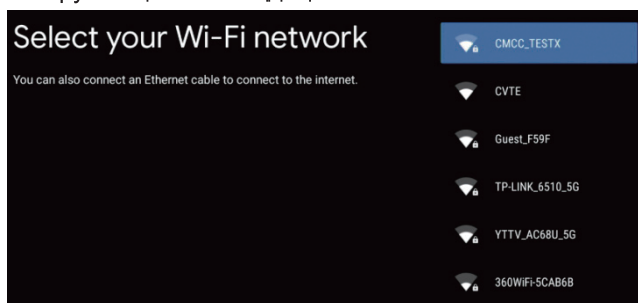 Select your Wi-Fi network
You can also connect an Ethernet cable to connect to the internet.
CMCC_TESTX
CVTE
Guest_F59F
TP-LINK_6510_5G
YTTV_AC68U_5G
360WiFi-5CAB6B